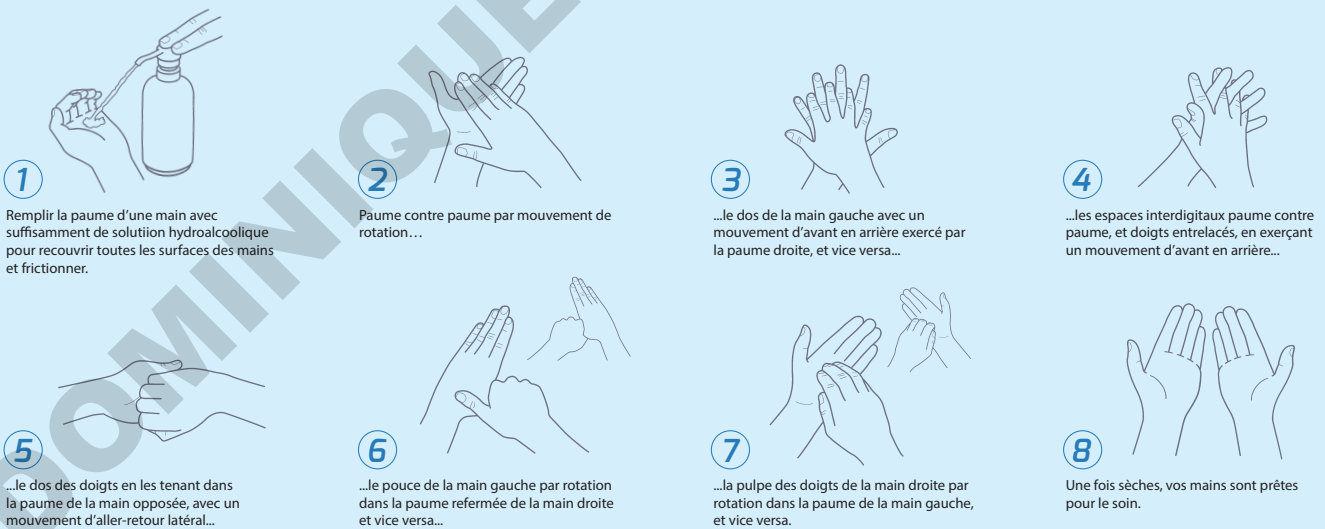 1
Remplir la paume d’une main avec
suffisamment de solutiion hydroalcoolique
pour recouvrir toutes les surfaces des mains
et frictionner.
2
Paume contre paume par mouvement de
rotation…
3
...le dos de la main gauche avec un
mouvement d’avant en arrière exercé par
la paume droite, et vice versa...
4
...les espaces interdigitaux paume contre
paume, et doigts entrelacés, en exerçant
un mouvement d’avant en arrière...
5
...le dos des doigts en les tenant dans
la paume de la main opposée, avec un
mouvement d’aller-retour latéral...
6
...le pouce de la main gauche par rotation
dans la paume refermée de la main droite
et vice versa...
7
...la pulpe des doigts de la main droite par
rotation dans la paume de la main gauche,
et vice versa.
8
Une fois sèches, vos mains sont prêtes
pour le soin.
DOMINIQUE